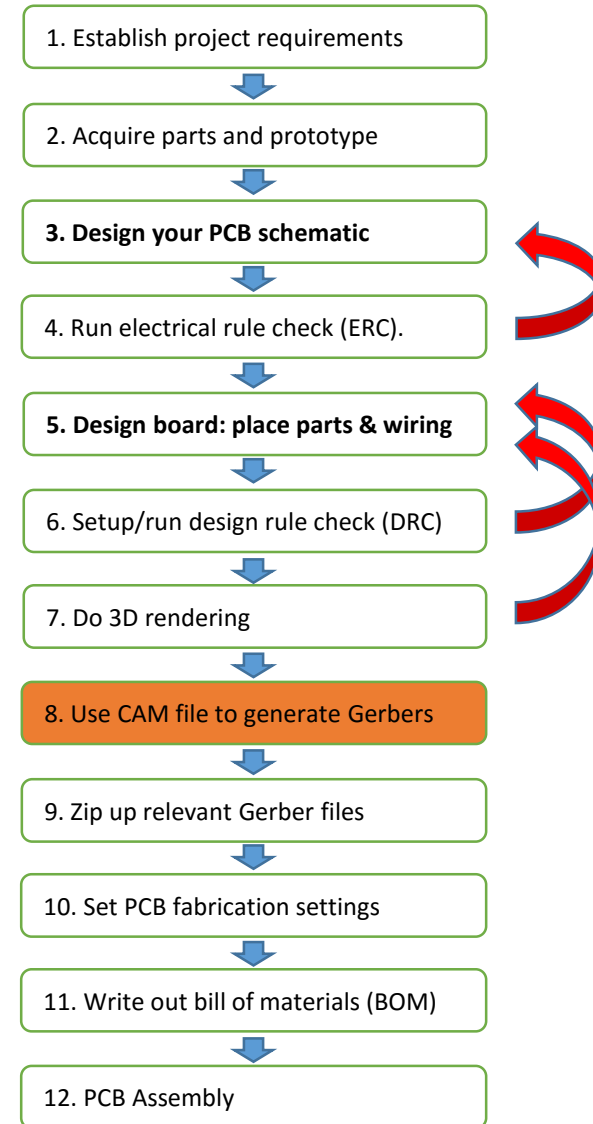 1. Establish project requirements
2. Acquire parts and prototype
3. Design your PCB schematic
4. Run electrical rule check (ERC).
5. Design board: place parts & wiring
6. Setup/run design rule check (DRC)
7. Do 3D rendering
8. Use CAM file to generate Gerbers
9. Zip up relevant Gerber files
10. Set PCB fabrication settings
11. Write out bill of materials (BOM)
12. PCB Assembly